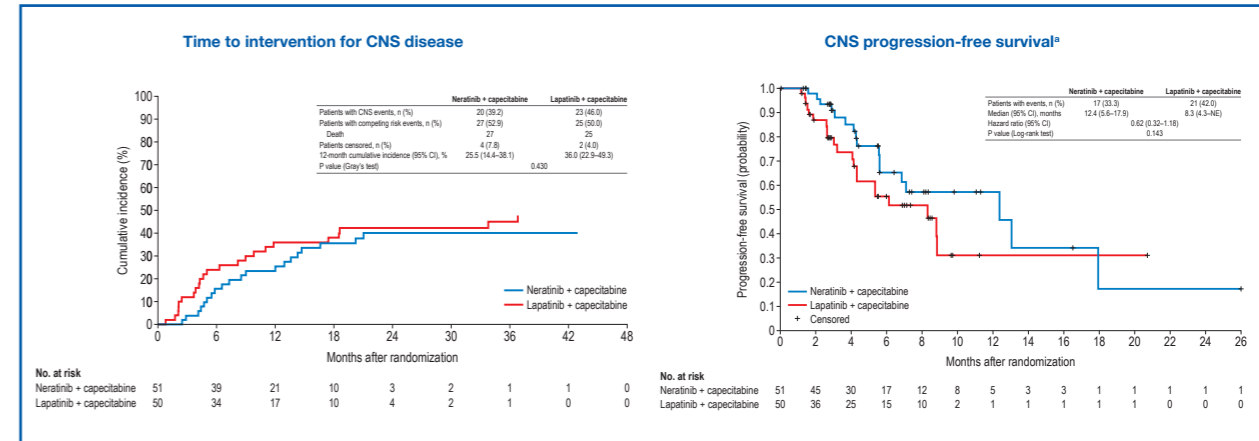 Time to intervention for CNS disease
Neratinib + capecitabine Lapatinib + capecitabine
Patients with CNS events, n (%) 20 (39.2) 23 (46.0)
Patients with competing risk events, n (%) 27 (52.9) 25 (50.0)
Death 27 25
Patients censored, n (%) 4 (7.8) 2 (4.0)
12-month cumulative incidence (95% CI), % 25.5 (14.4–38.1) 36.0 (22.9–49.3)
P value (Gray's test) 0.430
Cumulative incidence (%)
100
90
80
70
60
50
40
30
20
10
0
Neratinib + capecitabine
Lapatinib + capecitabine
0 6 12 18 24 30 36 42 48
Months after randomization
No. at risk
Neratinib + capecitabine 51 39 21 10 3 2 1 1 0
Lapatinib + capecitabine 50 34 17 10 4 2 1 0 0
CNS progression-free survivalᵃ
Neratinib + capecitabine Lapatinib + capecitabine
Patients with events, n (%) 17 (33.3) 21 (42.0)
Median (95% CI), months 12.4 (5.6–17.9) 8.3 (4.3–NE)
Hazard ratio (95% CI) 0.62 (0.32–1.18)
P value (Log-rank test) 0.143
Progression-free survival (probability)
1.0
0.9
0.8
0.7
0.6
0.5
0.4
0.3
0.2
0.1
0
Neratinib + capecitabine
Lapatinib + capecitabine
+ Censored
0 2 4 6 8 10 12 14 16 18 20 22 24 26
Months after randomization
No. at risk
Neratinib + capecitabine 51 45 30 17 12 8 5 3 3 1 1 1 1 1
Lapatinib + capecitabine 50 36 25 15 10 2 1 1 1 1 1 0 0 0